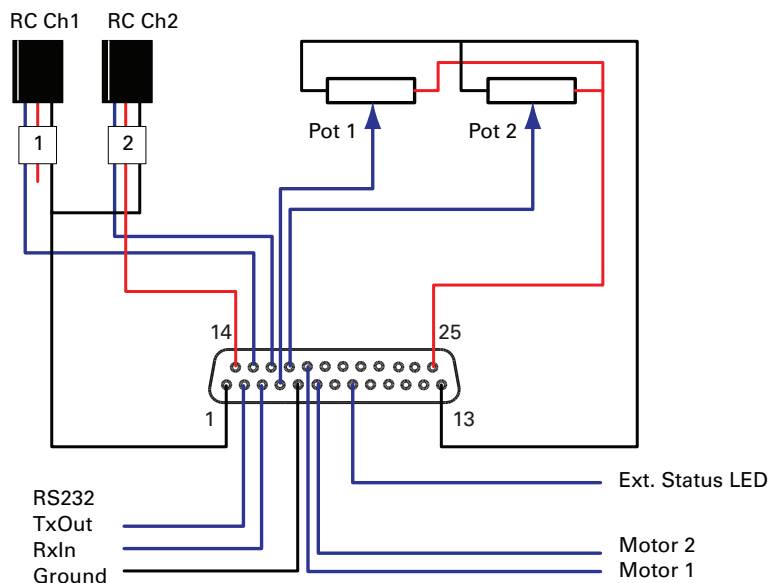 RC Ch1
RC Ch2
1
2
Pot 1
Pot 2
14
25
1
13
Ext. Status LED
RS232
TxOut
RxIn
Ground
Motor 2
Motor 1